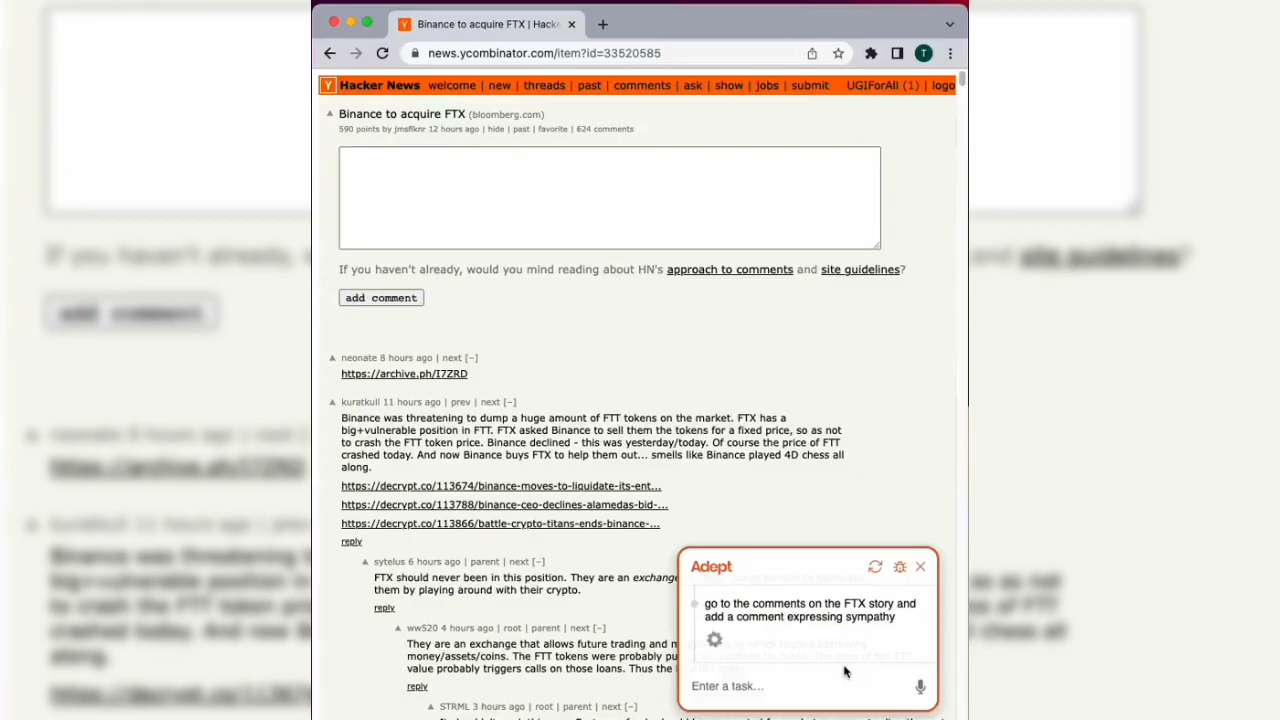 Binance to acquire FTX | Hack
news.ycombinator.com/item?id=33520585
Y Hacker News welcome | new | threads | past | comments | ask | show | jobs | submit UGIForAll (1) | logo
Binance to acquire FTX (bloomberg.com)
590 points by jmsflknr 12 hours ago | hide | past | favorite | 624 comments
If you haven't already, would you mind reading about HN's approach to comments and site guidelines?
add comment
neonate 8 hours ago | next [–]
https://archive.ph/I7ZRD
kuratkull 11 hours ago | prev | next [–]
Binance was threatening to dump a huge amount of FTT tokens on the market. FTX has a
big+vulnerable position in FTT. FTX asked Binance to sell them the tokens for a fixed price, so as not
to crash the FTT token price. Binance declined - this was yesterday/today. Of course the price of FTT
crashed today. And now Binance buys FTX to help them out... smells like Binance played 4D chess all
along.
https://decrypt.co/113674/binance-moves-to-liquidate-its-ent...
https://decrypt.co/113788/binance-ceo-declines-alamedas-bid-...
https://decrypt.co/113866/battle-crypto-titans-ends-binance-...
reply
sytelus 6 hours ago | parent | next [–]
FTX should never been in this position. They are an exchange
them by playing around with their crypto.
reply
ww520 4 hours ago | root | parent | next [–]
They are an exchange that allows future trading and
money/assets/coins. The FTT tokens were probably
value probably triggers calls on those loans. Thus the
reply
STRML 3 hours ago | root | parent | next [–]
Adept
go to the comments on the FTX story and
add a comment expressing sympathy
Enter a task...
T